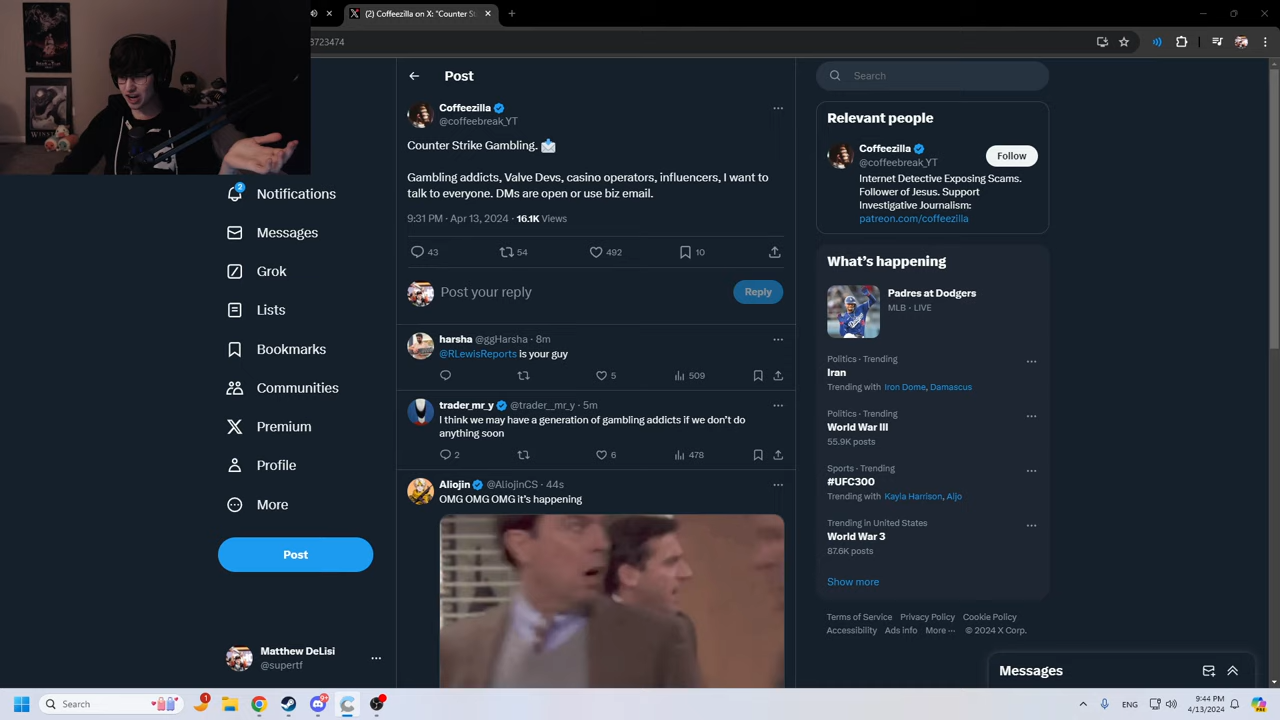 (2) Coffeezilla on X: "Counter St
3723474
Post
Search
Coffeezilla
@coffeebreak_YT
Counter Strike Gambling. 📩
Gambling addicts, Valve Devs, casino operators, influencers, I want to
talk to everyone. DMs are open or use biz email.
9:31 PM · Apr 13, 2024 · 16.1K Views
43
54
492
10
Post your reply
Reply
harsha @ggHarsha · 8m
@RLewisReports is your guy
5
509
trader_mr_y @trader__mr_y · 5m
I think we may have a generation of gambling addicts if we don't do
anything soon
2
6
478
Aliojin @AliojinCS · 44s
OMG OMG OMG it's happening
2
Notifications
Messages
Grok
Lists
Bookmarks
Communities
Premium
Profile
More
Post
Matthew DeLisi
@supertf
Relevant people
Coffeezilla
@coffeebreak_YT
Follow
Internet Detective Exposing Scams.
Follower of Jesus. Support
Investigative Journalism:
patreon.com/coffeezilla
What's happening
Padres at Dodgers
MLB · LIVE
Politics · Trending
Iran
Trending with Iron Dome, Damascus
Politics · Trending
World War III
55.9K posts
Sports · Trending
#UFC300
Trending with Kayla Harrison, Aljo
Trending in United States
World War 3
87.6K posts
Show more
Terms of Service Privacy Policy Cookie Policy
Accessibility Ads info More ··· © 2024 X Corp.
Messages
Search
1
9+
ENG
9:44 PM
4/13/2024